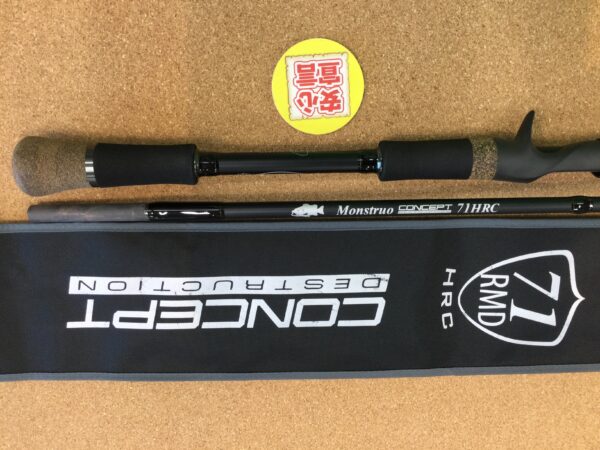 安心
宣言
Monstruo CONCEPT 71HRC
CONCEPT
DESTRUCTION
71
RMD
HRC